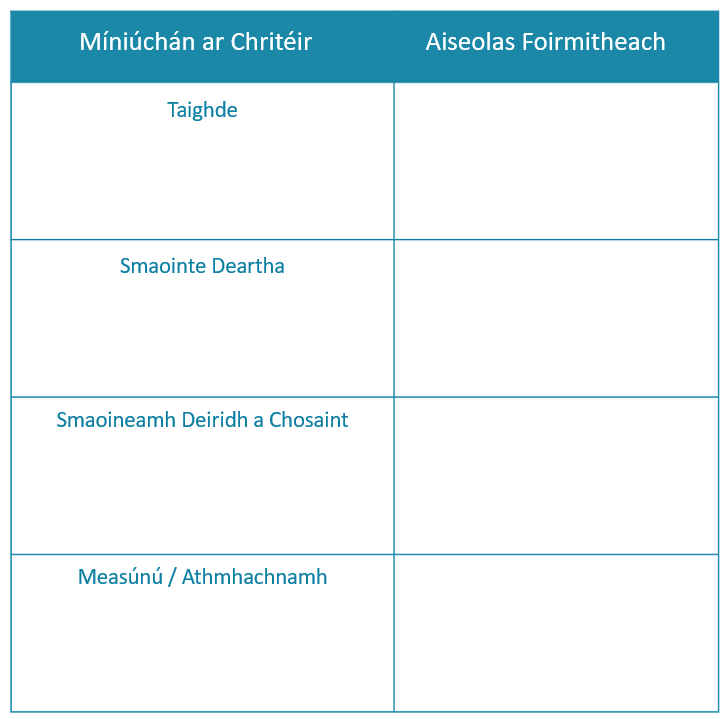 Míniúchán ar Chritéir
Aiseolas Foirmitheach
Taighde
Smaointe Deartha
Smaoineamh Deiridh a Chosaint
Measúnú / Athmhachnamh